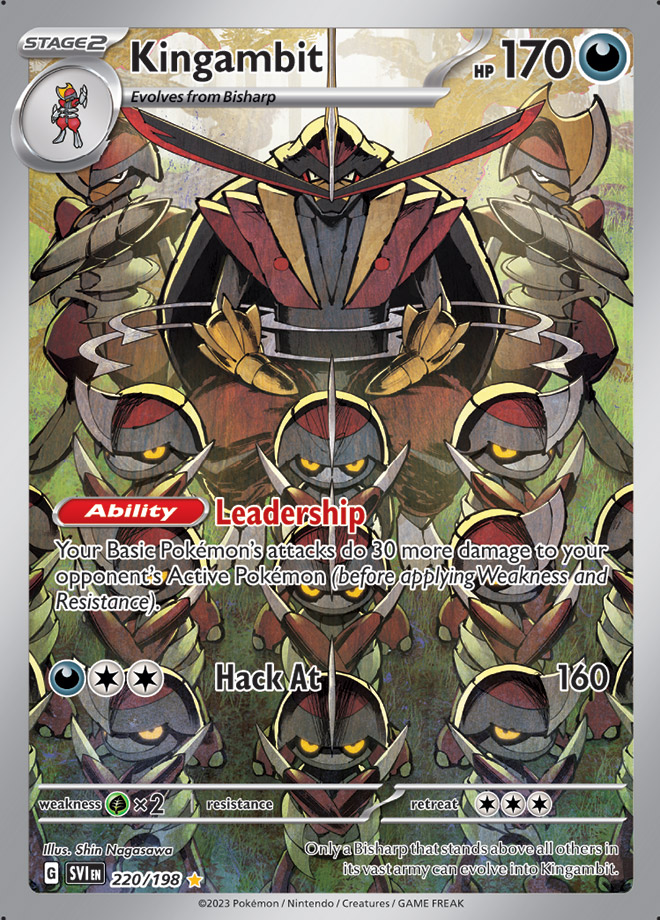 STAGE2
Kingambit
HP 170
Evolves from Bisharp
Ability Leadership
Your Basic Pokémon's attacks do 30 more damage to your
opponent's Active Pokémon (before applying Weakness and
Resistance).
Hack At 160
weakness ×2 resistance retreat
Illus. Shin Nagasawa
G SVI EN 220/198
Only a Bisharp that stands above all others in
its vast army can evolve into Kingambit.
©2023 Pokémon / Nintendo / Creatures / GAME FREAK